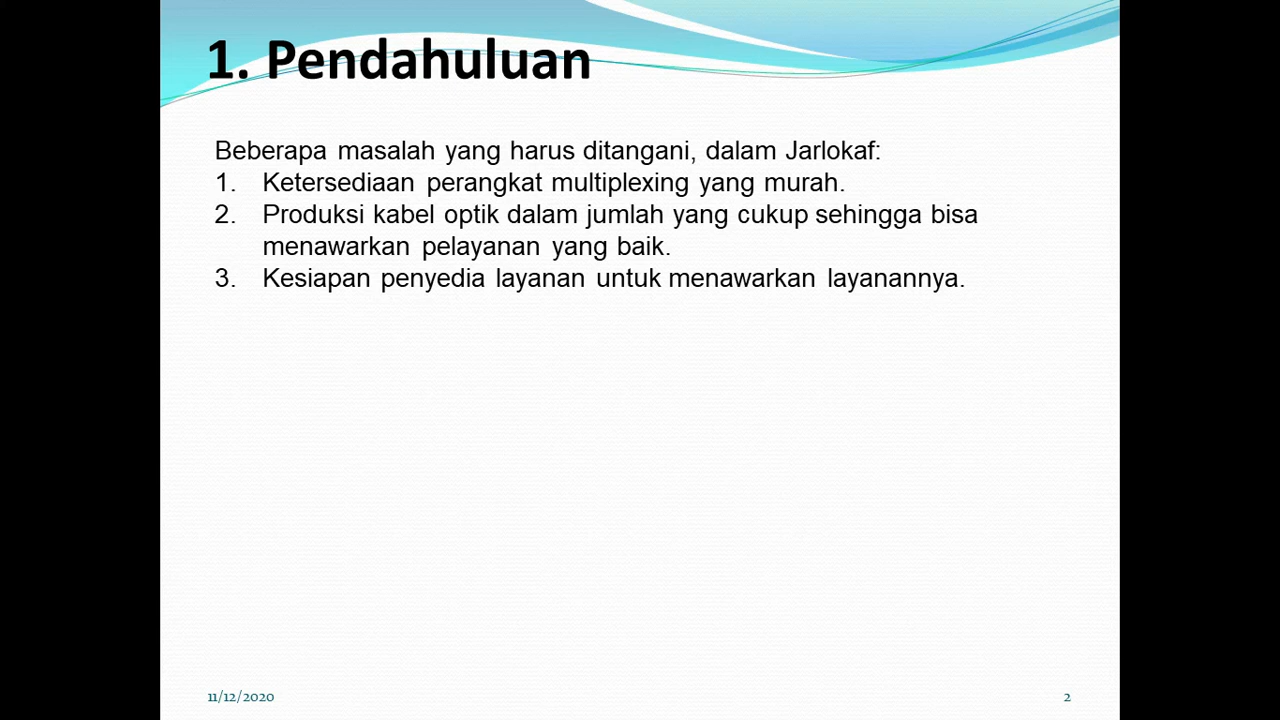 1. Pendahuluan
Beberapa masalah yang harus ditangani, dalam Jarlokaf:
1. Ketersediaan perangkat multiplexing yang murah.
2. Produksi kabel optik dalam jumlah yang cukup sehingga bisa
menawarkan pelayanan yang baik.
3. Kesiapan penyedia layanan untuk menawarkan layanannya.
11/12/2020
2